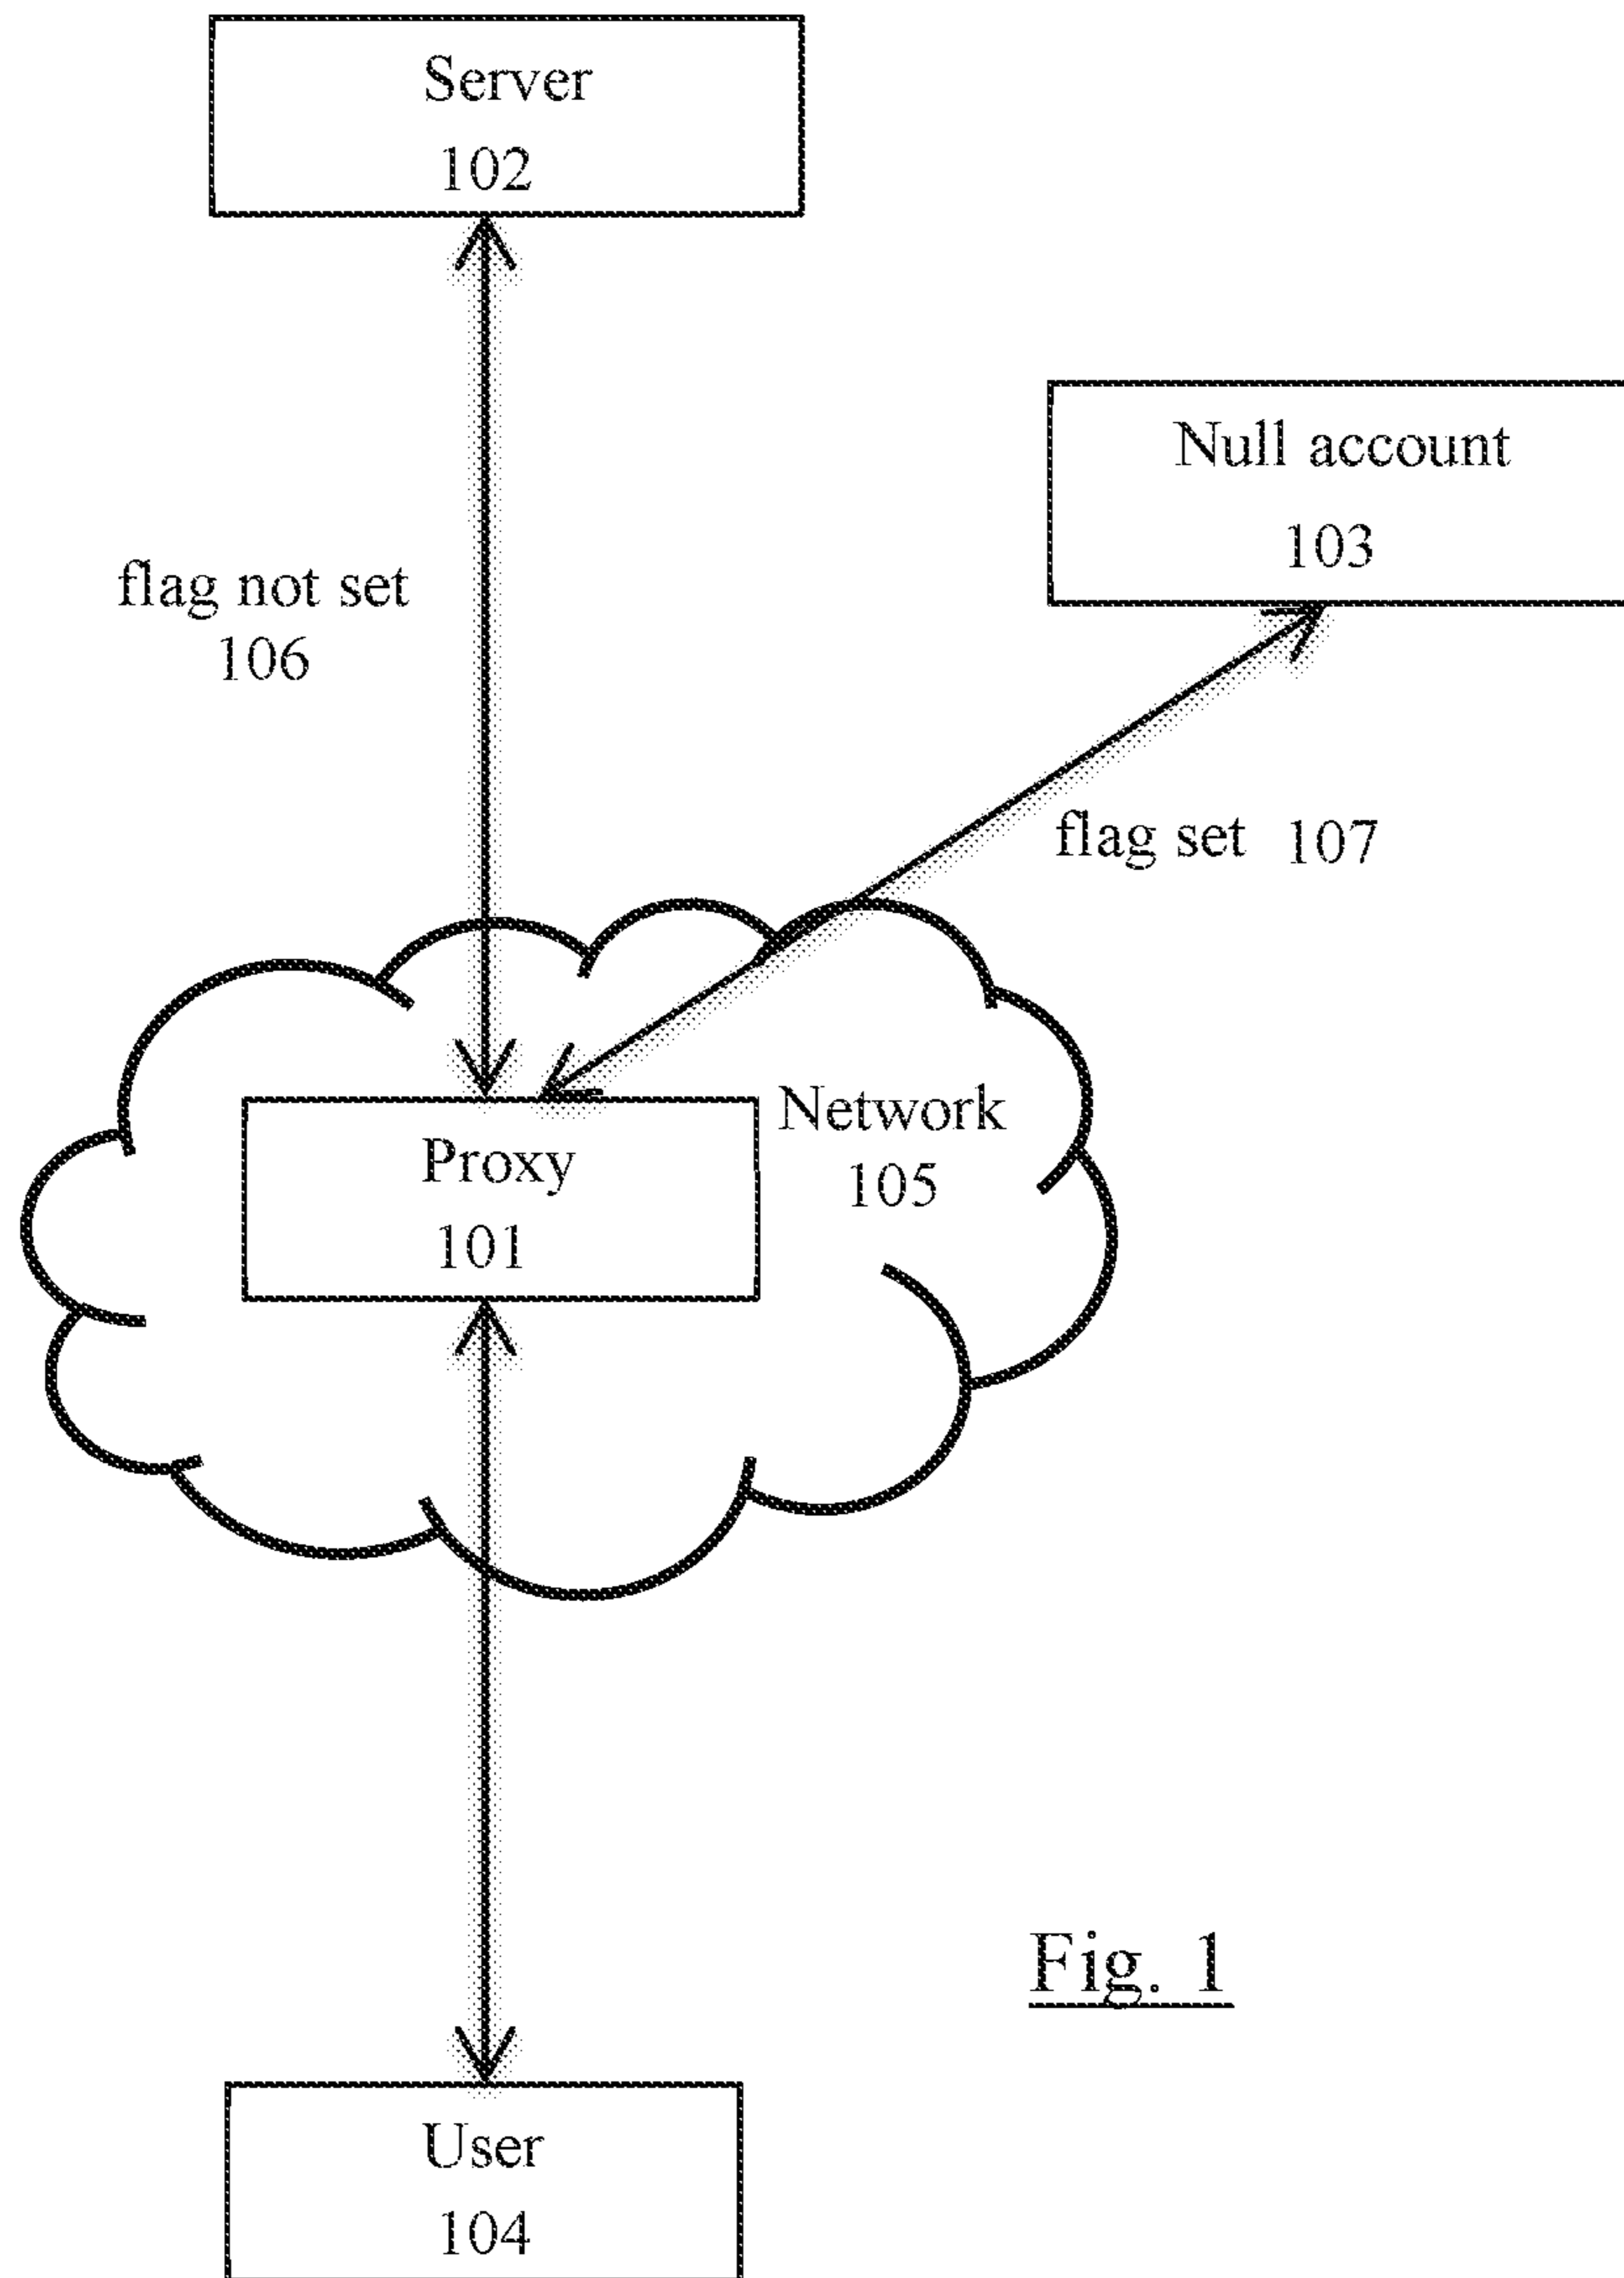 Server
102
Null account
103
flag not set
106
flag set 107
Network
105
Proxy
101
Fig. 1
User
104